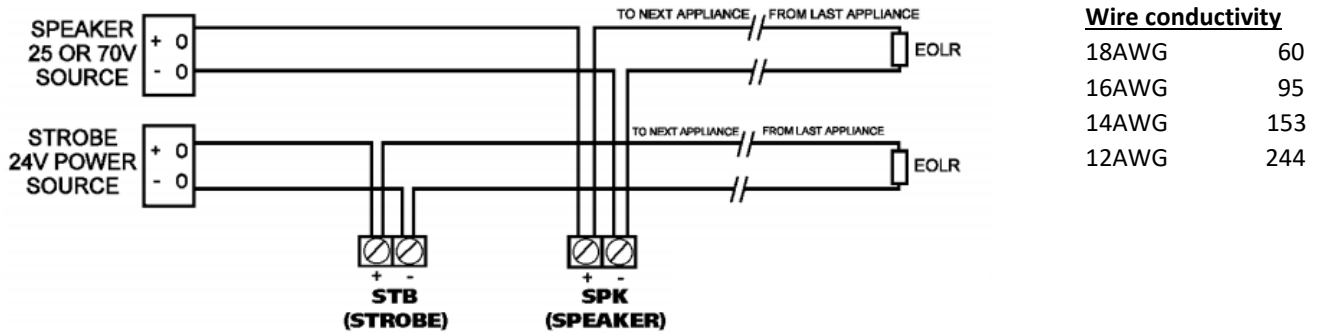 SPEAKER
25 OR 70V
SOURCE
+ O
- O
TO NEXT APPLIANCE
FROM LAST APPLIANCE
EOLR
STROBE
24V POWER
SOURCE
+ O
- O
TO NEXT APPLIANCE
FROM LAST APPLIANCE
EOLR
+ -
STB
(STROBE)
+ -
SPK
(SPEAKER)
Wire conductivity
18AWG 60
16AWG 95
14AWG 153
12AWG 244